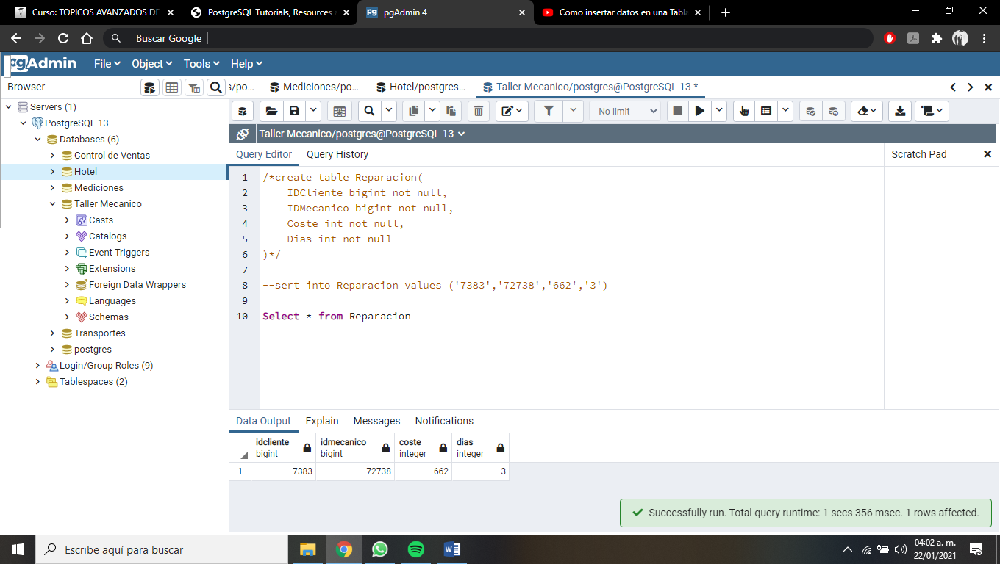 Curso: TOPICOS AVANZADOS DE
PostgreSQL Tutorials, Resources
pgAdmin 4
Como insertar datos en una Tabl
Buscar Google
pgAdmin
File
Object
Tools
Help
Browser
s/po...
Mediciones/po...
Hotel/postgres...
Taller Mecanico/postgres@PostgreSQL 13 *
No limit
Taller Mecanico/postgres@PostgreSQL 13
Query Editor
Query History
Scratch Pad
Servers (1)
PostgreSQL 13
Databases (6)
Control de Ventas
Hotel
Mediciones
Taller Mecanico
Casts
Catalogs
Event Triggers
Extensions
Foreign Data Wrappers
Languages
Schemas
Transportes
postgres
Login/Group Roles (9)
Tablespaces (2)
1 /*create table Reparacion(
2 IDCliente bigint not null,
3 IDMecanico bigint not null,
4 Coste int not null,
5 Dias int not null
6 )*/
7
8 --sert into Reparacion values ('7383','72738','662','3')
9
10 Select * from Reparacion
Data Output
Explain
Messages
Notifications
idcliente bigint
idmecanico bigint
coste integer
dias integer
1 7383 72738 662 3
Successfully run. Total query runtime: 1 secs 356 msec. 1 rows affected.
Escribe aquí para buscar
04:02 a. m.
22/01/2021